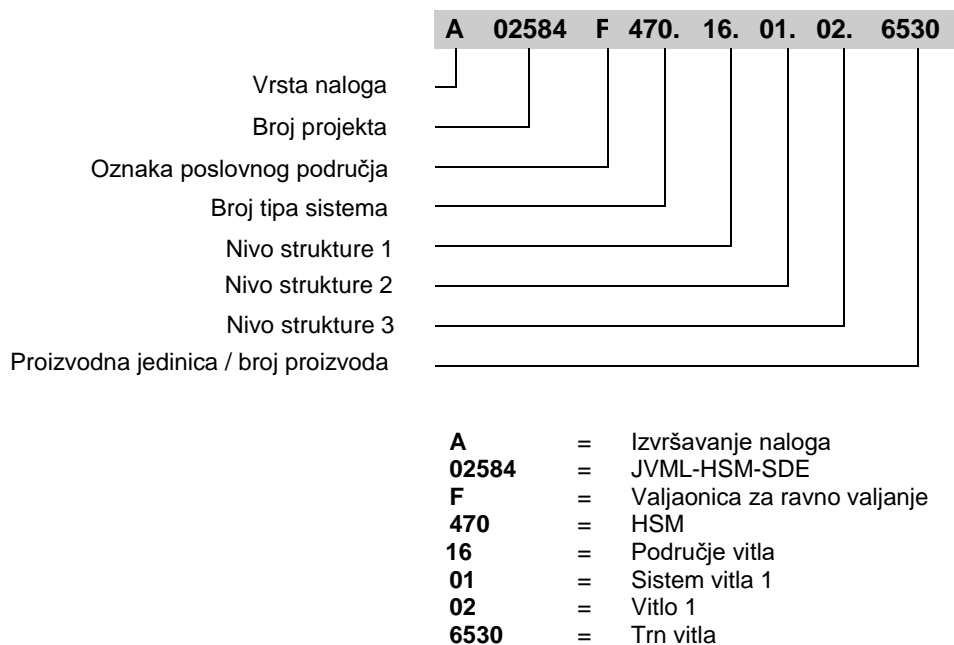 A 02584 F 470. 16. 01. 02. 6530
Vrsta naloga
Broj projekta
Oznaka poslovnog područja
Broj tipa sistema
Nivo strukture 1
Nivo strukture 2
Nivo strukture 3
Proizvodna jedinica / broj proizvoda
A = Izvršavanje naloga
02584 = JVML-HSM-SDE
F = Valjaonica za ravno valjanje
470 = HSM
16 = Područje vitla
01 = Sistem vitla 1
02 = Vitlo 1
6530 = Trn vitla